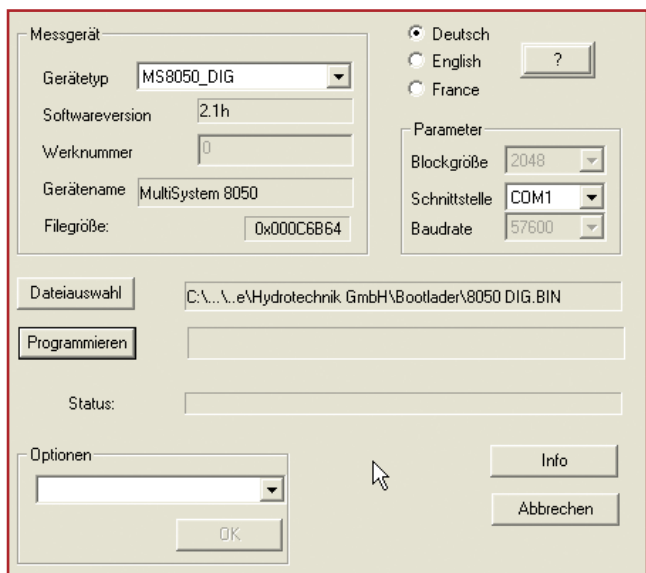 Messgerät
Gerätetyp MS8050_DIG
Softwareversion 2.1h
Werknummer 0
Gerätename MultiSystem 8050
Filegröße: 0x000C6B64
Deutsch
English
France
?
Parameter
Blockgröße 2048
Schnittstelle COM1
Baudrate 57600
Dateiauswahl C:\...\..e\Hydrotechnik GmbH\Bootlader\8050 DIG.BIN
Programmieren
Status:
Optionen
OK
Info
Abbrechen